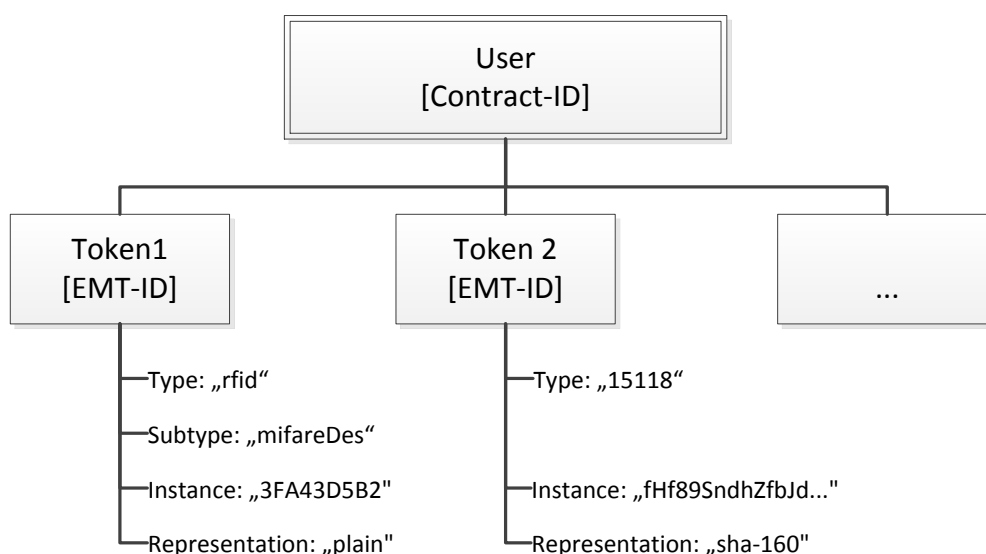 User
[Contract-ID]
Token1
[EMT-ID]
Token 2
[EMT-ID]
...
Type: „rfid“
Subtype: „mifareDes“
Instance: „3FA43D5B2"
Representation: „plain"
Type: „15118“
Instance: „fHf89SndhZfbJd..."
Representation: „sha-160"